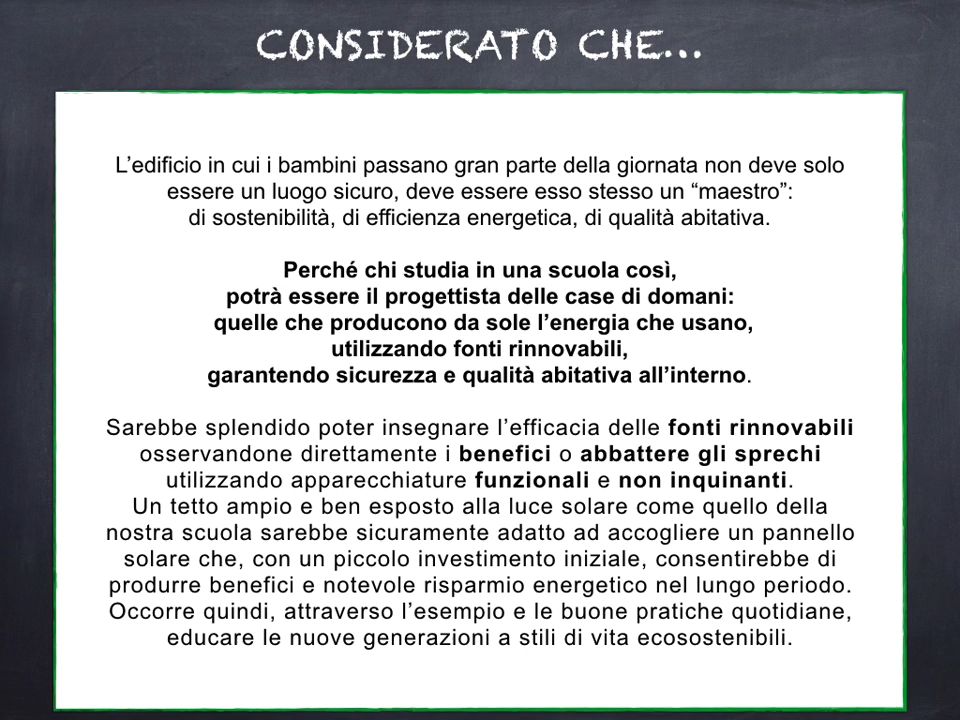 CONSIDERATO CHE...
L’edificio in cui i bambini passano gran parte della giornata non deve solo
essere un luogo sicuro, deve essere esso stesso un “maestro”:
di sostenibilità, di efficienza energetica, di qualità abitativa.
Perché chi studia in una scuola così,
potrà essere il progettista delle case di domani:
quelle che producono da sole l’energia che usano,
utilizzando fonti rinnovabili,
garantendo sicurezza e qualità abitativa all’interno.
Sarebbe splendido poter insegnare l’efficacia delle fonti rinnovabili
osservandone direttamente i benefici o abbattere gli sprechi
utilizzando apparecchiature funzionali e non inquinanti.
Un tetto ampio e ben esposto alla luce solare come quello della
nostra scuola sarebbe sicuramente adatto ad accogliere un pannello
solare che, con un piccolo investimento iniziale, consentirebbe di
produrre benefici e notevole risparmio energetico nel lungo periodo.
Occorre quindi, attraverso l’esempio e le buone pratiche quotidiane,
educare le nuove generazioni a stili di vita ecosostenibili.